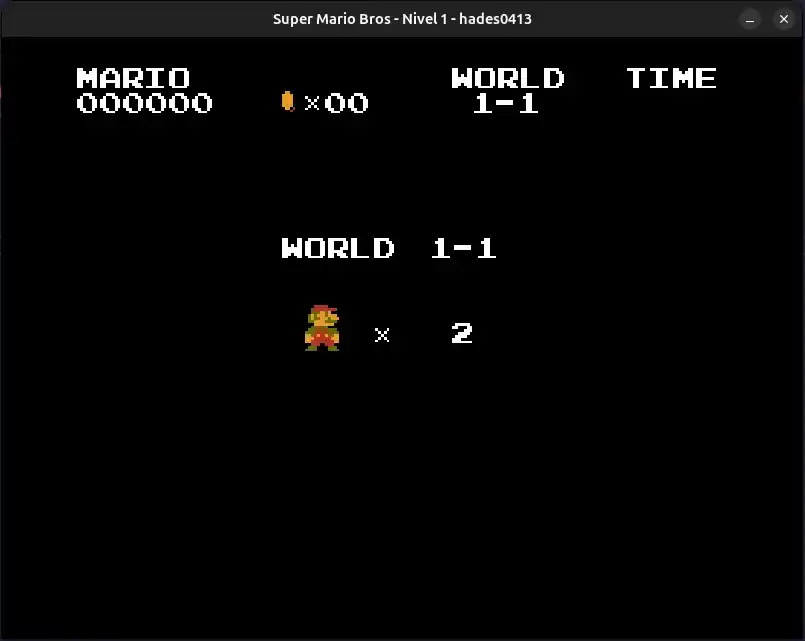 Super Mario Bros - Nivel 1 - hades0413
MARIO WORLD TIME
000000 ×00 1-1
WORLD 1-1
× 2